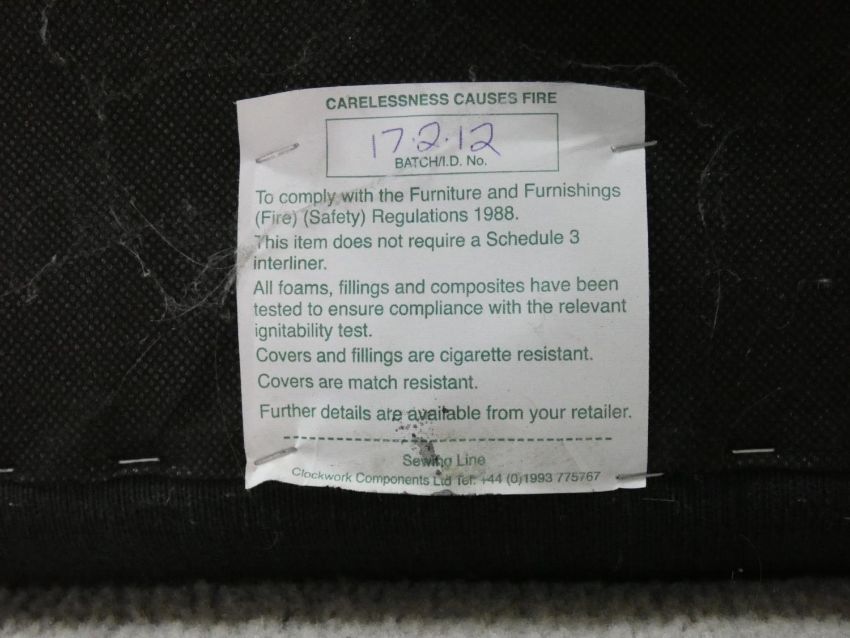 CARELESSNESS CAUSES FIRE
17.2.12
BATCH/I.D. No.
To comply with the Furniture and Furnishings
(Fire) (Safety) Regulations 1988.
This item does not require a Schedule 3
interliner.
All foams, fillings and composites have been
tested to ensure compliance with the relevant
ignitability test.
Covers and fillings are cigarette resistant.
Covers are match resistant.
Further details are available from your retailer.
Sewing Line
Clockwork Components Ltd Tel: +44 (0)1993 775767